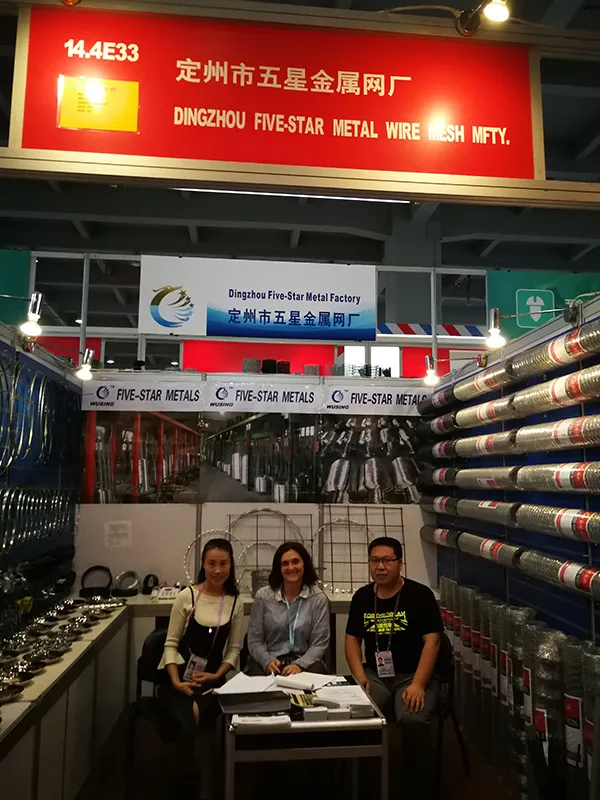 14.4E33
定州市五星金属网厂
DINGZHOU FIVE-STAR METAL WIRE MESH MFTY.
Dingzhou Five-Star Metal Factory
定州市五星金属网厂
WUSING FIVE-STAR METALS
WUSING FIVE-STAR METALS
WUSING FIVE-STAR METALS